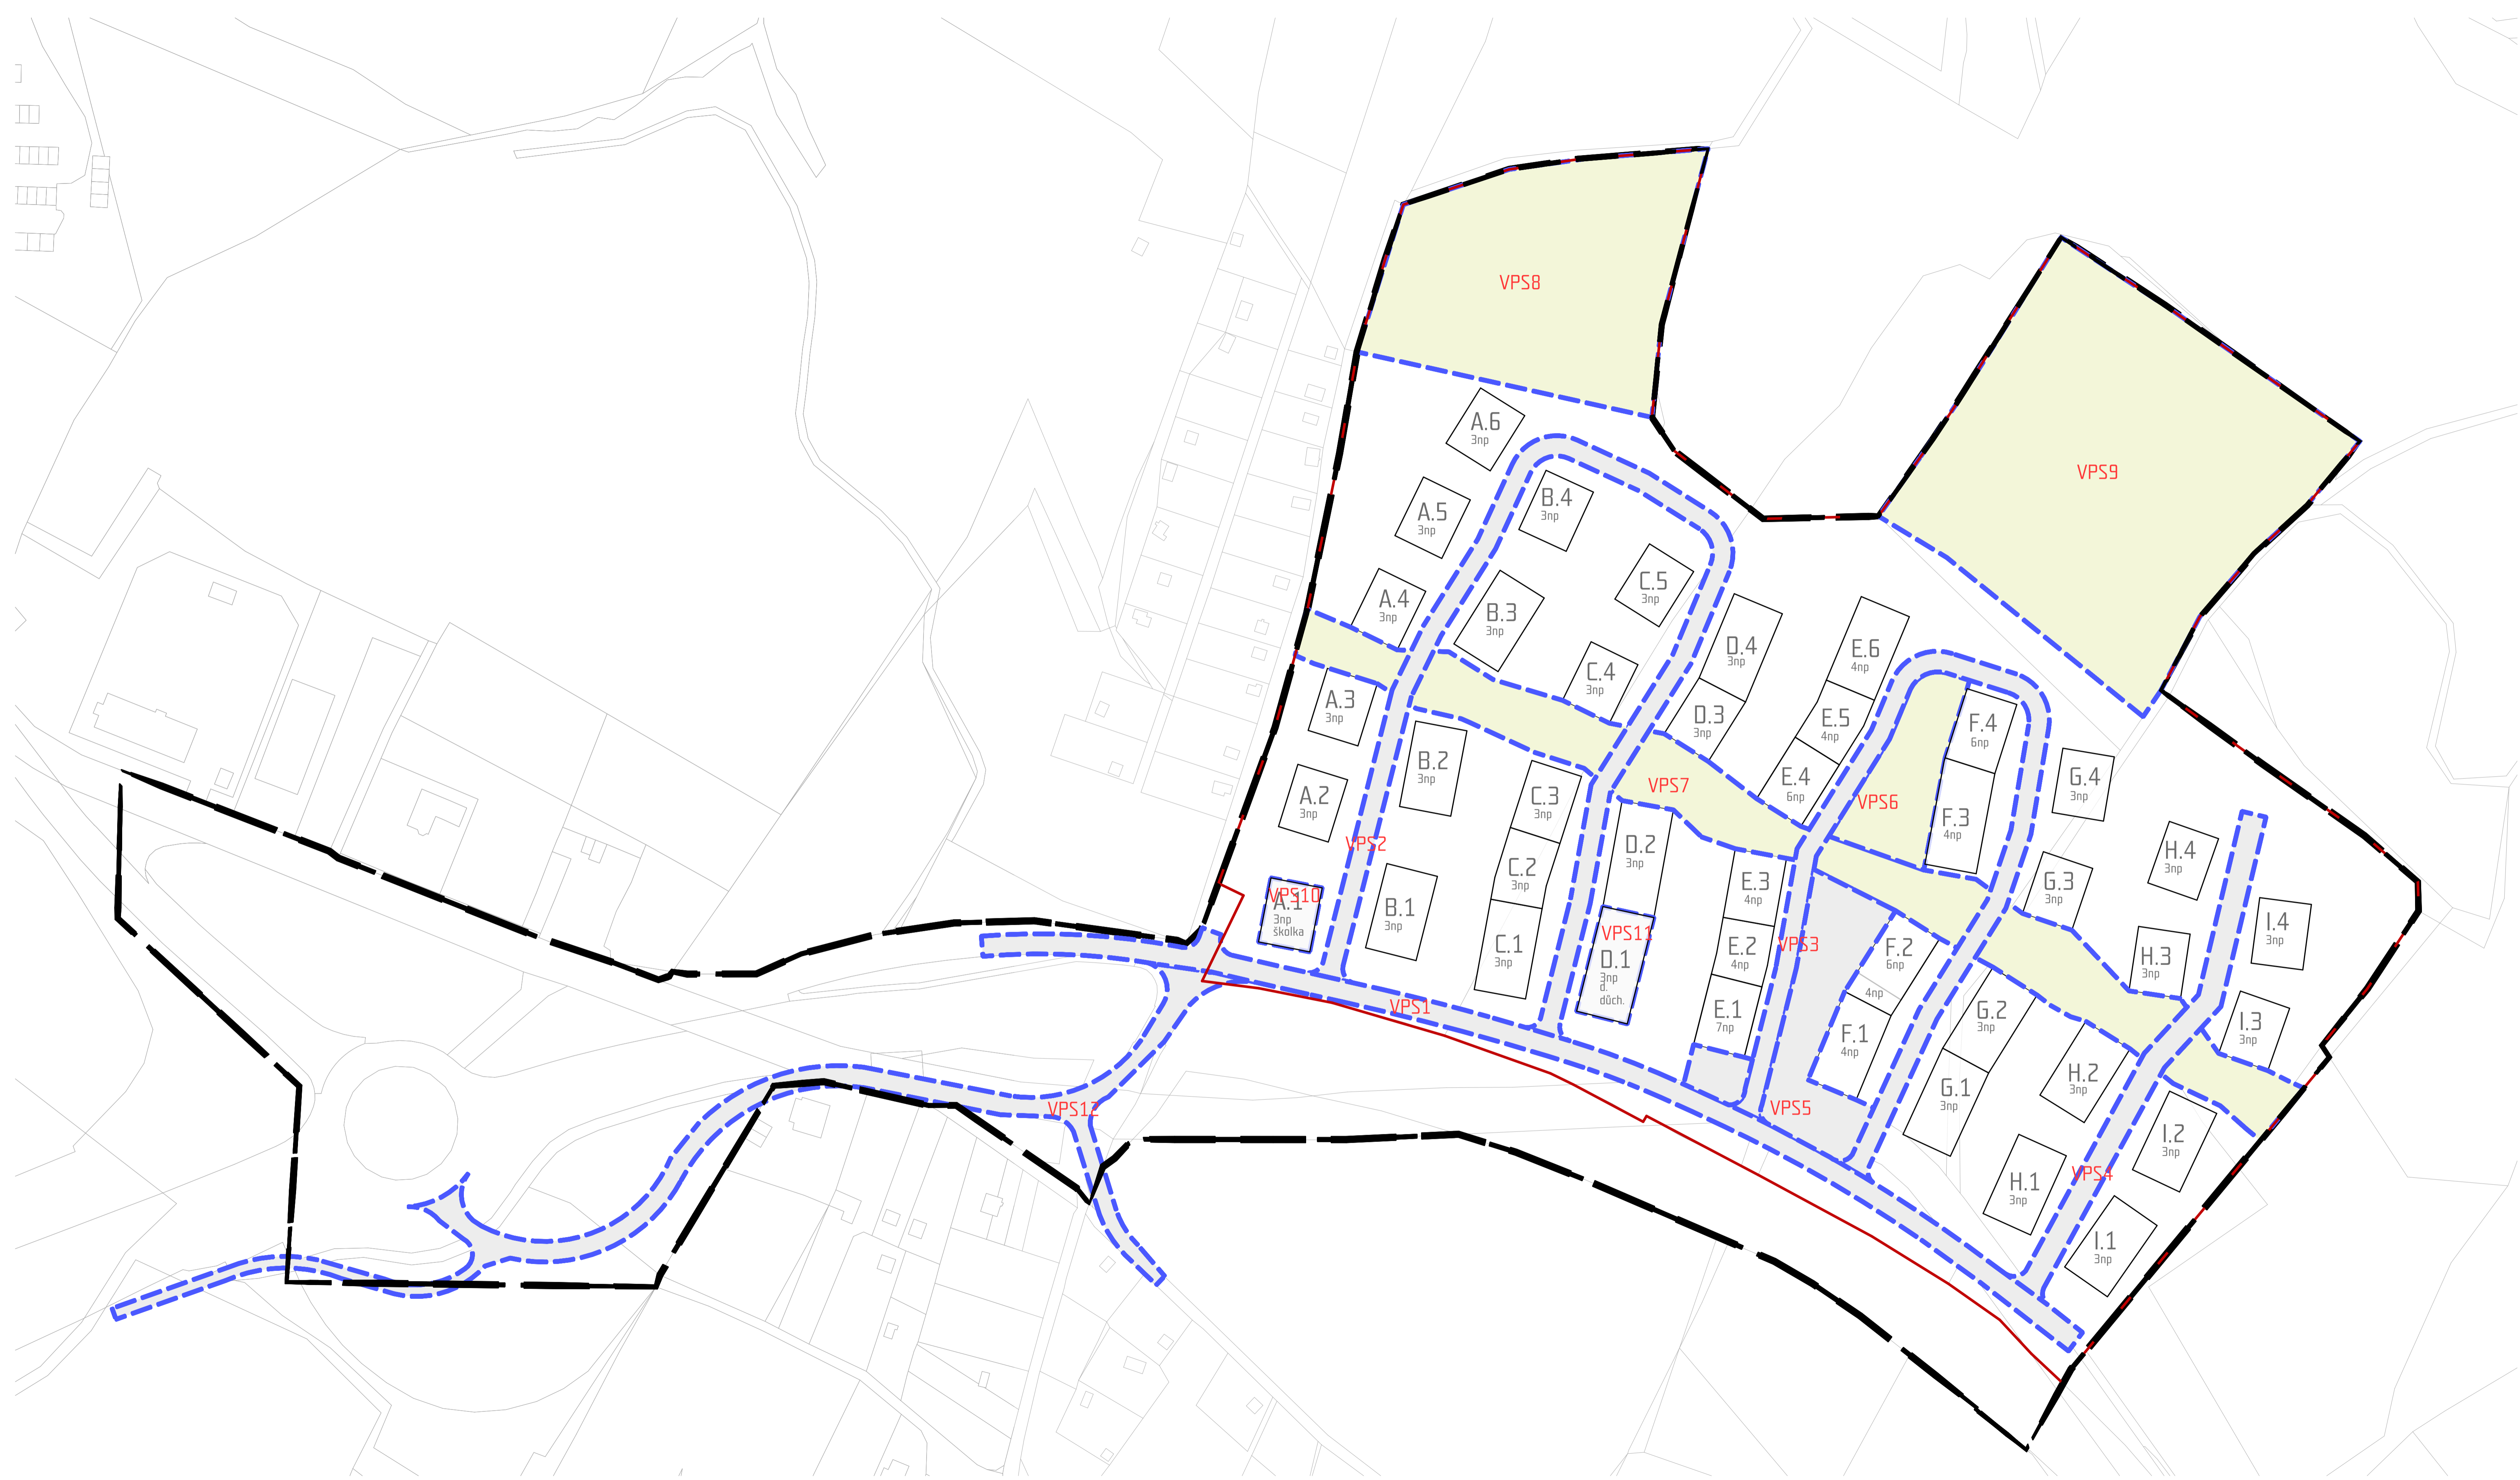 VPS8
VPS9
A.6
3np
B.4
3np
A.5
3np
C.5
3np
A.4
3np
B.3
3np
D.4
3np
E.6
4np
C.4
3np
A.3
3np
D.3
3np
E.5
4np
F.4
6np
B.2
3np
E.4
6np
G.4
3np
VPS7
A.2
3np
C.3
3np
VPS6
F.3
4np
VPS2
D.2
3np
H.4
3np
C.2
3np
E.3
4np
G.3
3np
VPS10
A.1
3np
školka
B.1
3np
VPS11
I.4
3np
C.1
3np
E.2
4np
VPS3
F.2
6np
H.3
3np
D.1
3np
d.
důch.
4np
VPS1
E.1
7np
G.2
3np
I.3
3np
F.1
4np
H.2
3np
G.1
3np
VPS12
VPS5
I.2
3np
H.1
3np
VPS4
I.1
3np